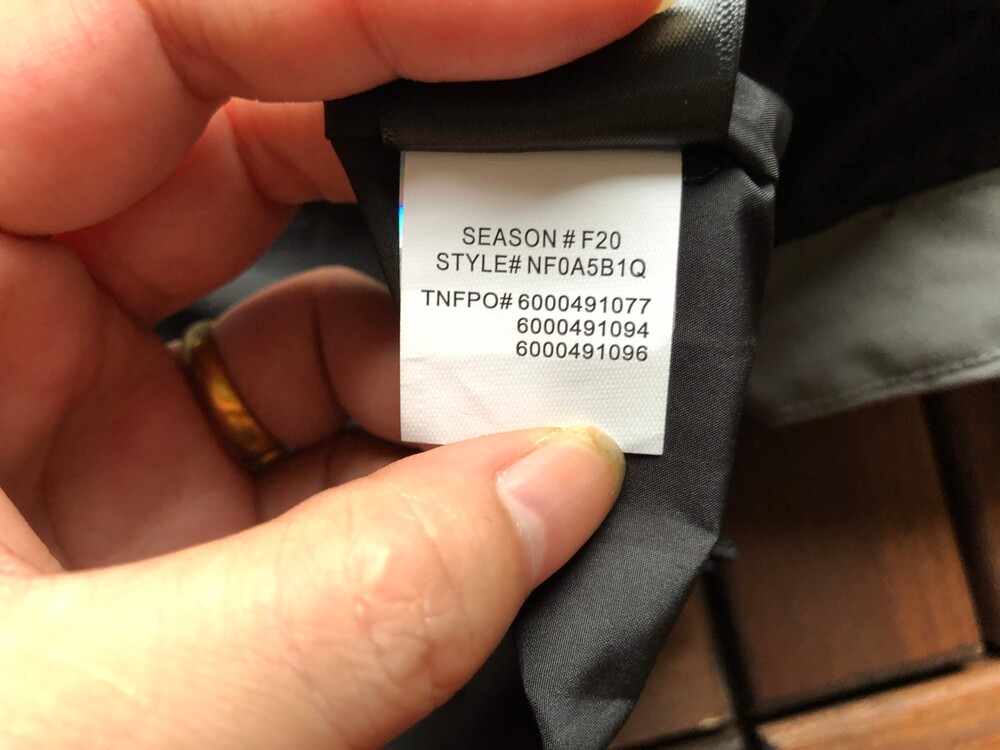 SEASON # F20
STYLE# NF0A5B1Q
TNFPO# 6000491077
6000491094
6000491096